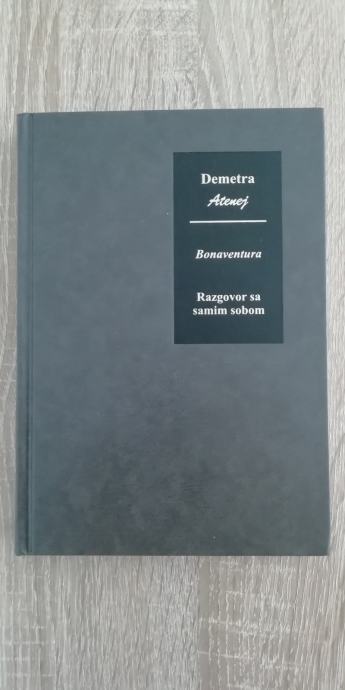 Demetra
Atenej
Bonaventura
Razgovor sa
samim sobom